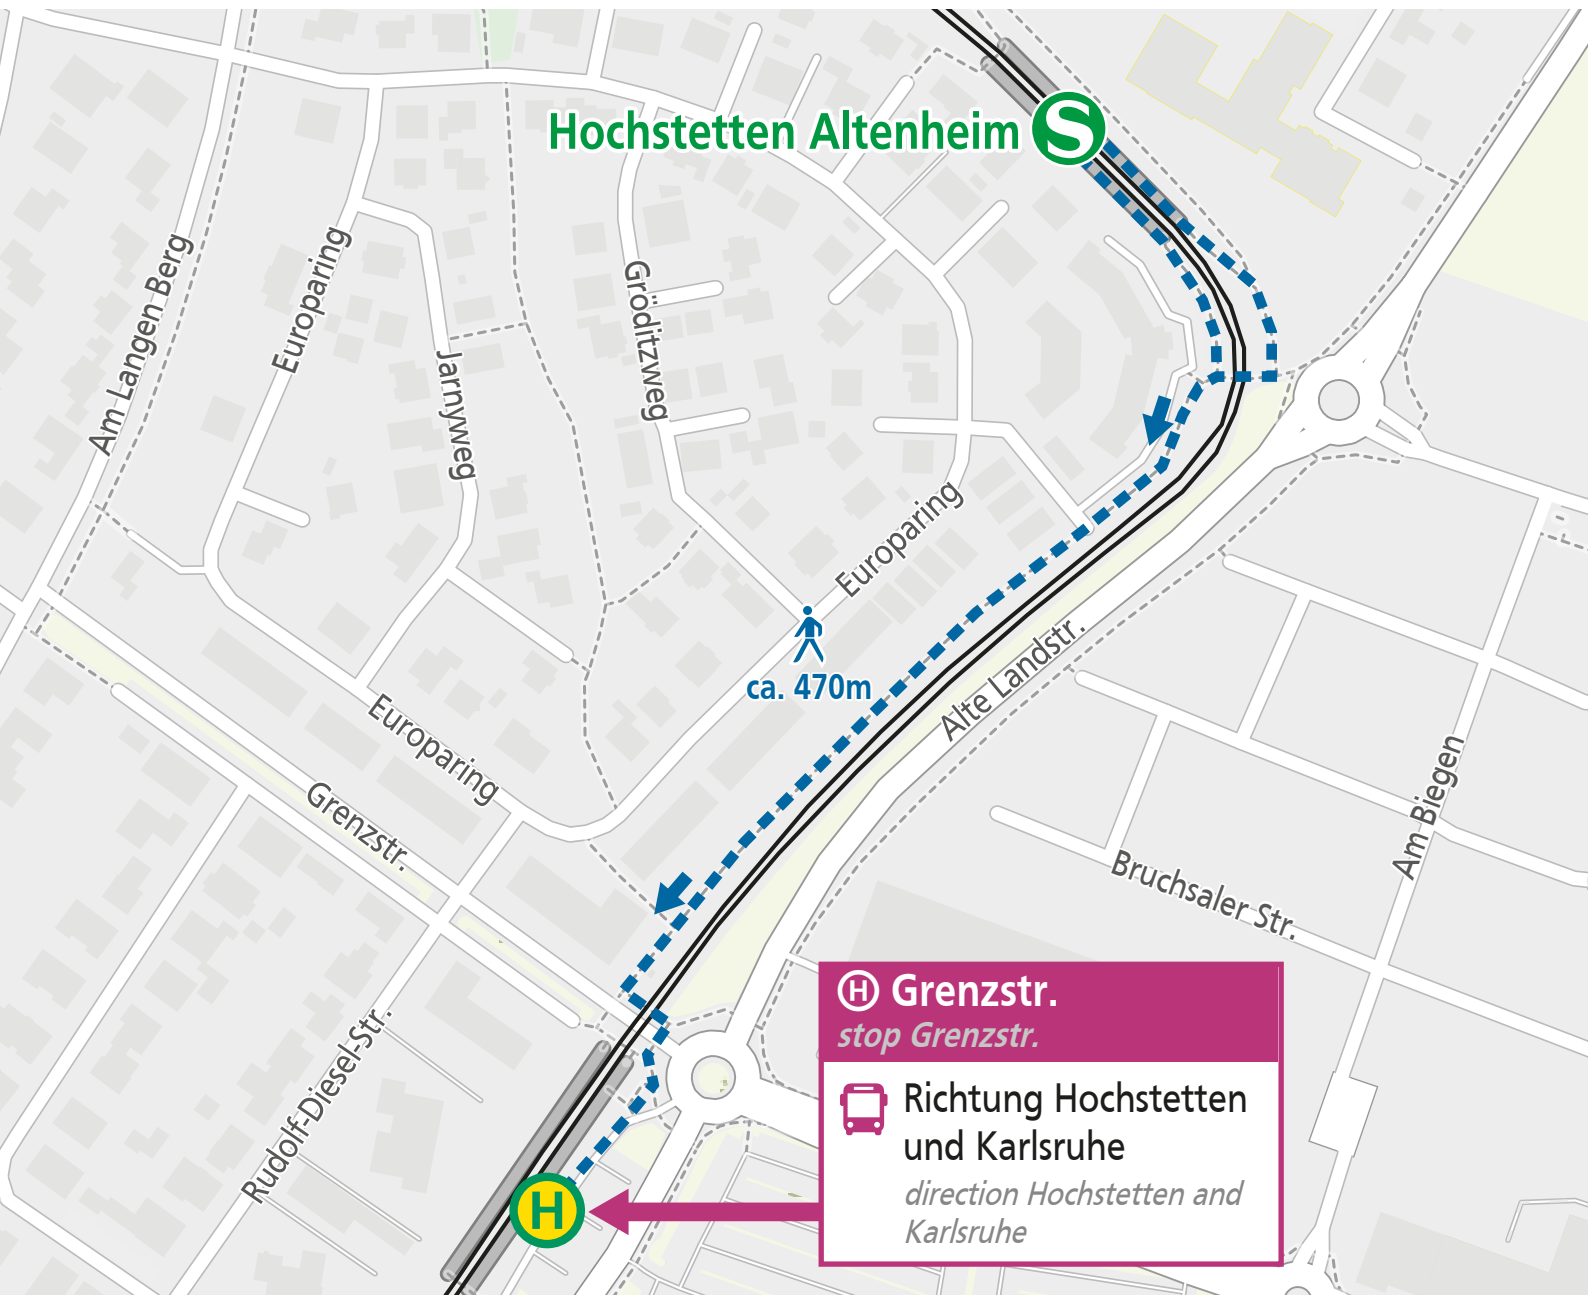 Hochstetten Altenheim S
Am Langen Berg
Europaring
Jarnyweg
Gröditzweg
Europaring
ca. 470m
Alte Landstr.
Europaring
Grenzstr.
Am Biegen
Bruchsaler Str.
Rudolf-Diesel-Str.
H Grenzstr.
stop Grenzstr.
Richtung Hochstetten
und Karlsruhe
direction Hochstetten and
Karlsruhe
H